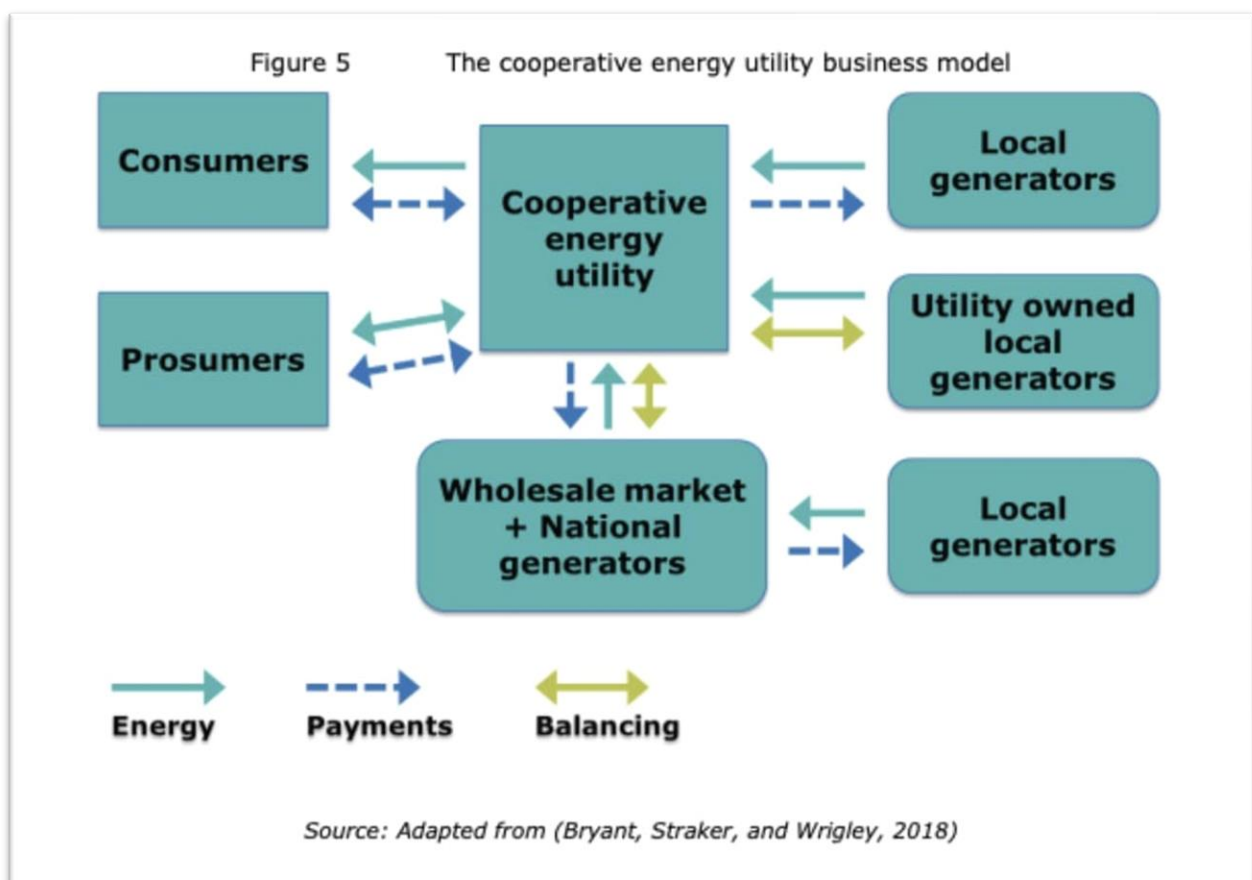 Figure 5 The cooperative energy utility business model
Consumers
Cooperative
energy
utility
Local
generators
Prosumers
Utility owned
local
generators
Wholesale market
+ National
generators
Local
generators
Energy
Payments
Balancing
Source: Adapted from (Bryant, Straker, and Wrigley, 2018)